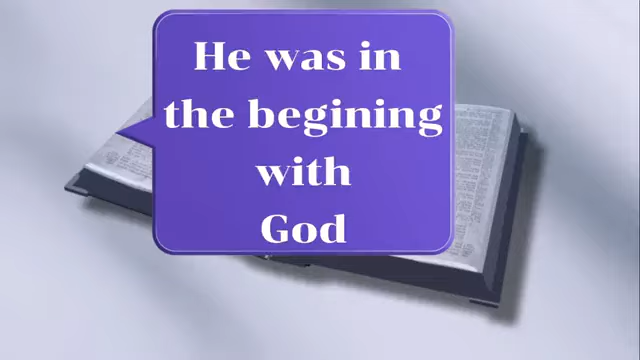 He was in
the begining
with
God